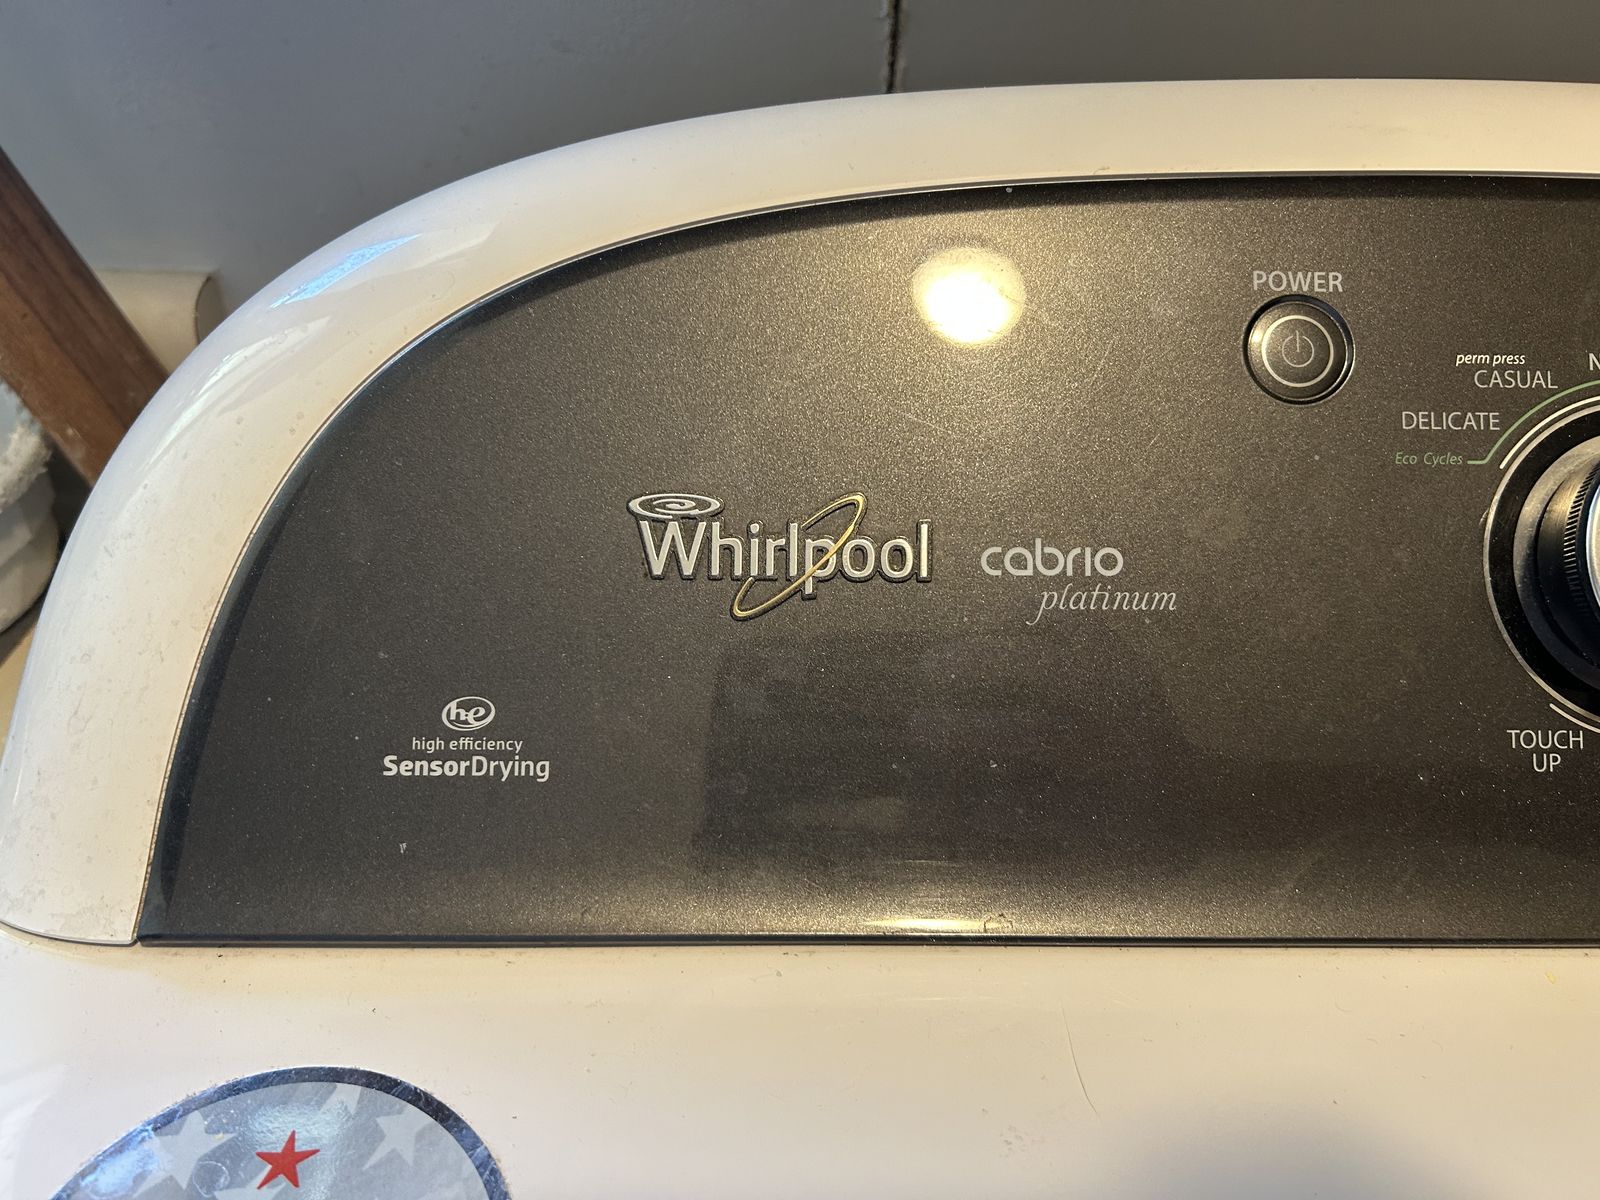 POWER
perm press
CASUAL
DELICATE
Eco Cycles
Whirlpool
cabrio
platinum
he
high efficiency
SensorDrying
TOUCH
UP